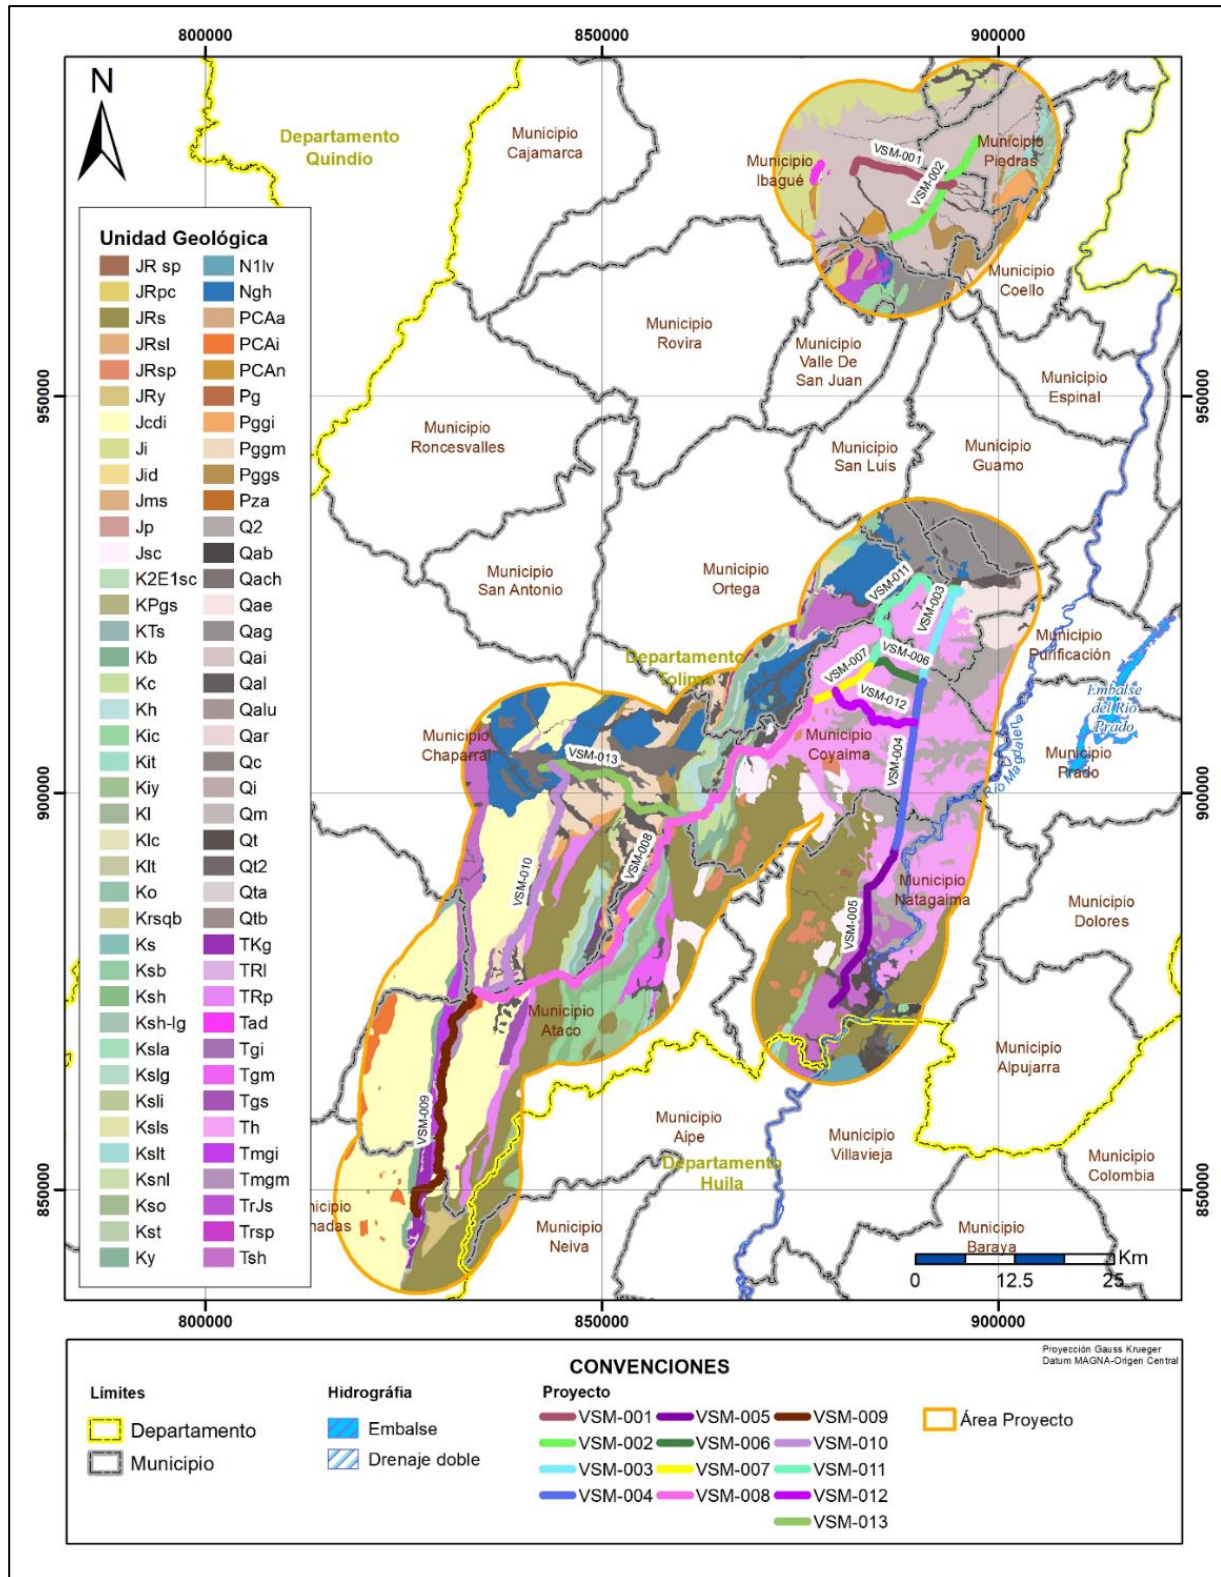 800000
850000
900000
N
Departamento
Quindío
Municipio
Cajamarca
Municipio
Ibagué
VSM-001
VSM-002
Municipio
Piedras
Municipio
Coello
Municipio
Rovira
Municipio
Valle De
San Juan
Municipio
Espinal
950000
950000
Municipio
Roncesvalles
Municipio
San Luis
Municipio
Guamo
Municipio
San Antonio
Municipio
Ortega
VSM-011
VSM-003
Municipio
Purificación
Departamento
Tolima
VSM-007
VSM-006
VSM-012
Embalse
del Río
Prado
Municipio
Chaparral
VSM-013
Municipio
Coyaima
VSM-004
Río Magdalena
Municipio
Prado
900000
900000
VSM-008
VSM-010
Municipio
Natagaima
VSM-005
Municipio
Dolores
Municipio
Ataco
Municipio
Alpujarra
VSM-009
Municipio
Aipe
Municipio
Villavieja
Departamento
Huila
Municipio
Colombia
850000
850000
nicipio
nadas
Municipio
Neiva
Municipio
Baraya
Km
0
12.5
25
Unidad Geológica
JR sp
JRpc
JRs
JRsl
JRsp
JRy
Jcdi
Ji
Jid
Jms
Jp
Jsc
K2E1sc
KPgs
KTs
Kb
Kc
Kh
Kic
Kit
Kiy
Kl
Klc
Klt
Ko
Krsqb
Ks
Ksb
Ksh
Ksh-lg
Ksla
Kslg
Ksli
Ksls
Kslt
Ksnl
Kso
Kst
Ky
N1lv
Ngh
PCAa
PCAi
PCAn
Pg
Pggi
Pggm
Pggs
Pza
Q2
Qab
Qach
Qae
Qag
Qai
Qal
Qalu
Qar
Qc
Qi
Qm
Qt
Qt2
Qta
Qtb
TKg
TRl
TRp
Tad
Tgi
Tgm
Tgs
Th
Tmgi
Tmgm
TrJs
Trsp
Tsh
800000
850000
900000
Proyección Gauss Krueger
Datum MAGNA-Origen Central
CONVENCIONES
Límites
Departamento
Municipio
Hidrográfia
Embalse
Drenaje doble
Proyecto
VSM-001
VSM-002
VSM-003
VSM-004
VSM-005
VSM-006
VSM-007
VSM-008
VSM-009
VSM-010
VSM-011
VSM-012
VSM-013
Área Proyecto